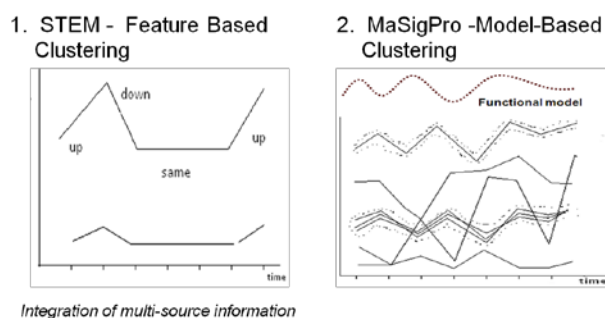 1. STEM - Feature Based
Clustering
down
up
up
same
time
Integration of multi-source information
2. MaSigPro -Model-Based
Clustering
Functional model
time